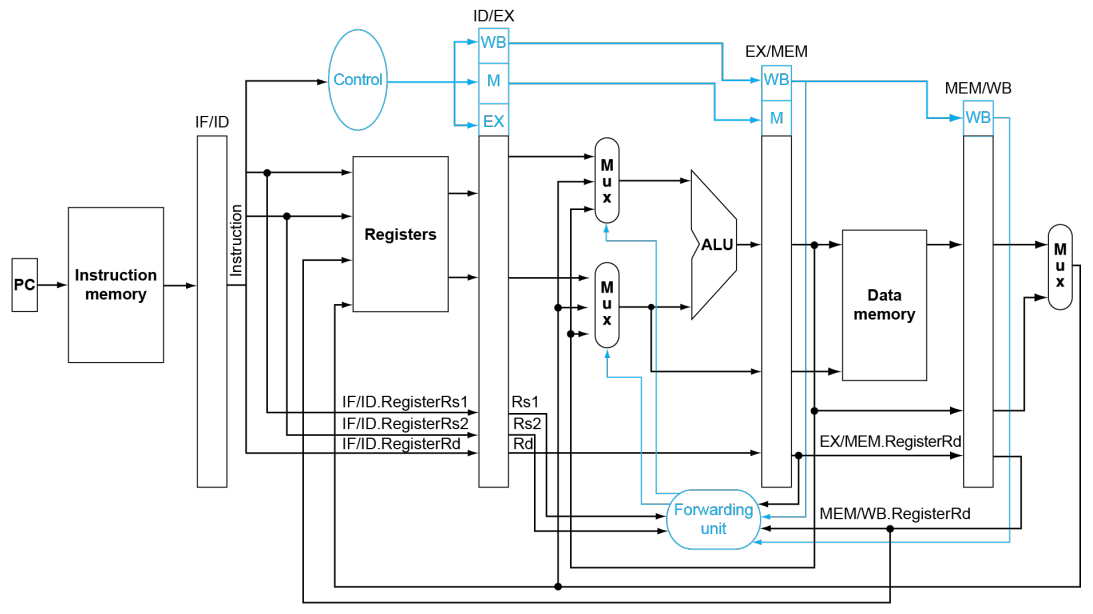 ID/EX
WB
EX/MEM
Control
M
WB
MEM/WB
IF/ID
EX
M
WB
Mux
Registers
Instruction
ALU
PC
Instruction
memory
Mux
Data
memory
Mux
IF/ID.RegisterRs1
Rs1
IF/ID.RegisterRs2
Rs2
IF/ID.RegisterRd
Rd
EX/MEM.RegisterRd
Forwarding
unit
MEM/WB.RegisterRd